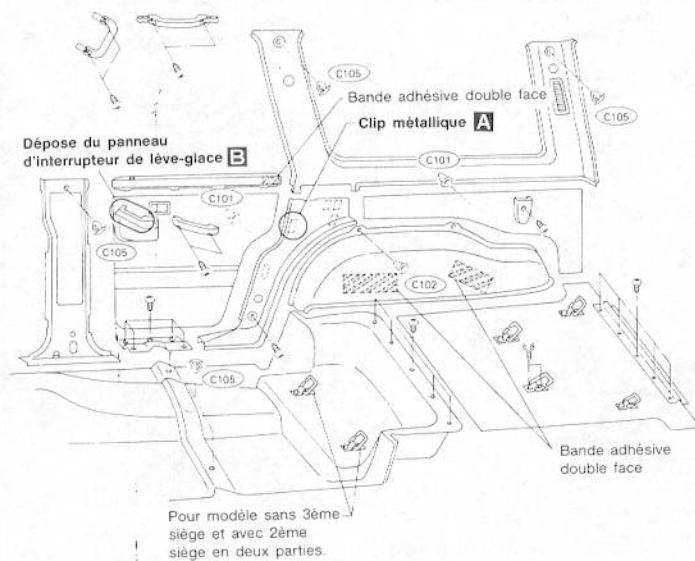 C105
Bande adhésive double face
Clip métallique A
C105
Dépose du panneau
d'interrupteur de lève-glace B
C101
C101
C105
C102
C105
Bande adhésive
double face
Pour modèle sans 3ème
siège et avec 2ème
siège en deux parties.